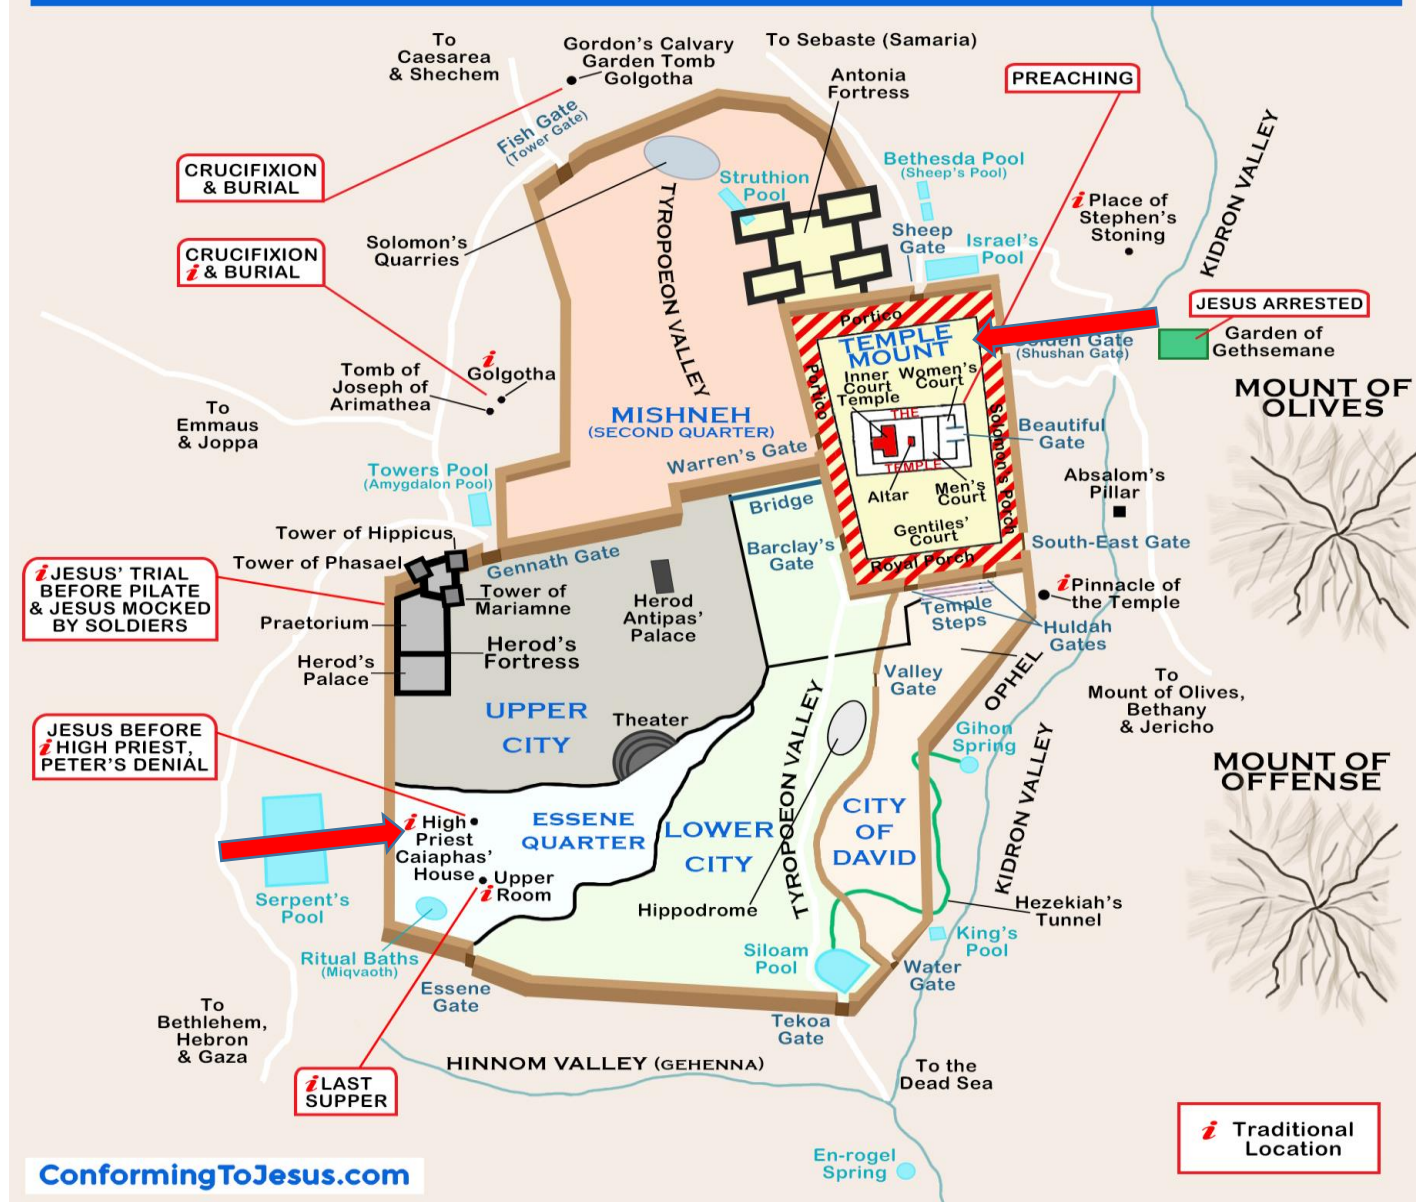 To
Caesarea
& Shechem
Gordon's Calvary
Garden Tomb
Golgotha
To Sebaste (Samaria)
Antonia
Fortress
PREACHING
Fish Gate
(Tower Gate)
KIDRON VALLEY
CRUCIFIXION
& BURIAL
Struthion
Pool
Bethesda Pool
(Sheep's Pool)
i Place of
Stephen's
Stoning
Solomon's
Quarries
TYROPOEON VALLEY
Sheep
Gate
Israel's
Pool
CRUCIFIXION
i & BURIAL
JESUS ARRESTED
Garden of
Gethsemane
Portico
TEMPLE
MOUNT
Golden Gate
(Shushan Gate)
Portico
Inner
Court
Women's
Court
Temple
THE
TEMPLE
Altar
Men's
Court
Gentiles'
Court
Solomon's Porch
Royal Porch
Beautiful
Gate
MOUNT OF
OLIVES
i
Golgotha
Tomb of
Joseph of
Arimathea
To
Emmaus
& Joppa
MISHNEH
(SECOND QUARTER)
Warren's Gate
Towers Pool
(Amygdalon Pool)
Bridge
Absalom's
Pillar
Barclay's
Gate
South-East Gate
Tower of Hippicus
Tower of Phasael
Gennath Gate
i JESUS' TRIAL
BEFORE PILATE
& JESUS MOCKED
BY SOLDIERS
Tower of
Mariamne
Praetorium
Herod's
Fortress
Herod's
Palace
Herod
Antipas'
Palace
Temple
Steps
Huldah
Gates
i Pinnacle of
the Temple
Valley
Gate
OPHEL
To
Mount of Olives,
Bethany
& Jericho
UPPER
CITY
Theater
TYROPOEON VALLEY
Gihon
Spring
KIDRON VALLEY
JESUS BEFORE
i HIGH PRIEST,
PETER'S DENIAL
MOUNT OF
OFFENSE
i High
Priest
Caiaphas'
House
ESSENE
QUARTER
LOWER
CITY
CITY
OF
DAVID
Upper
i Room
Serpent's
Pool
Hippodrome
Hezekiah's
Tunnel
Ritual Baths
(Miqvaoth)
Siloam
Pool
King's
Pool
Water
Gate
Essene
Gate
Tekoa
Gate
To
Bethlehem,
Hebron
& Gaza
HINNOM VALLEY (GEHENNA)
To the
Dead Sea
i LAST
SUPPER
i Traditional
Location
En-rogel
Spring
ConformingToJesus.com